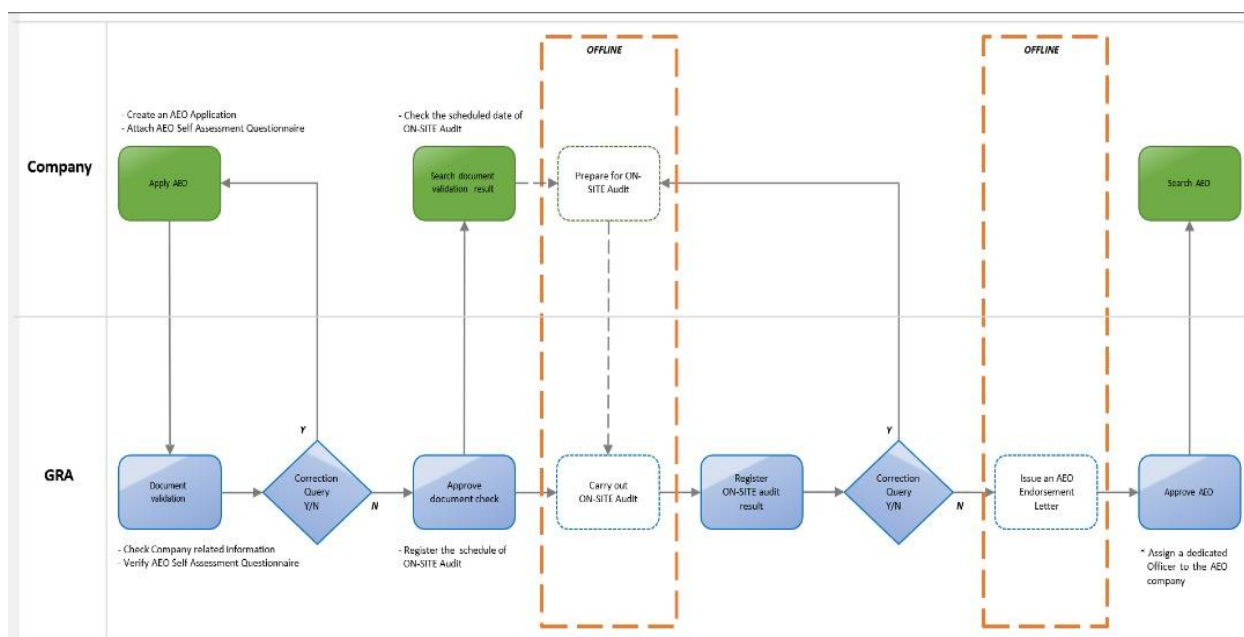 OFFLINE
OFFLINE
- Create an AEO Application
- Attach AEO Self Assessment Questionnaire
- Check the scheduled date of
ON-SITE Audit
Company
Apply AEO
Search document
validation result
Prepare for ON-
SITE Audit
Search AEO
Y
Y
GRA
Document
validation
Correction
Query
Y/N
N
Approve
document check
Carry out
ON-SITE Audit
Register
ON-SITE audit
result
Correction
Query
Y/N
N
Issue an AEO
Endorsement
Letter
Approve AEO
- Check Company related information
- Verify AEO Self Assessment Questionnaire
- Register the schedule of
ON-SITE Audit
* Assign a dedicated
Officer to the AEO
company